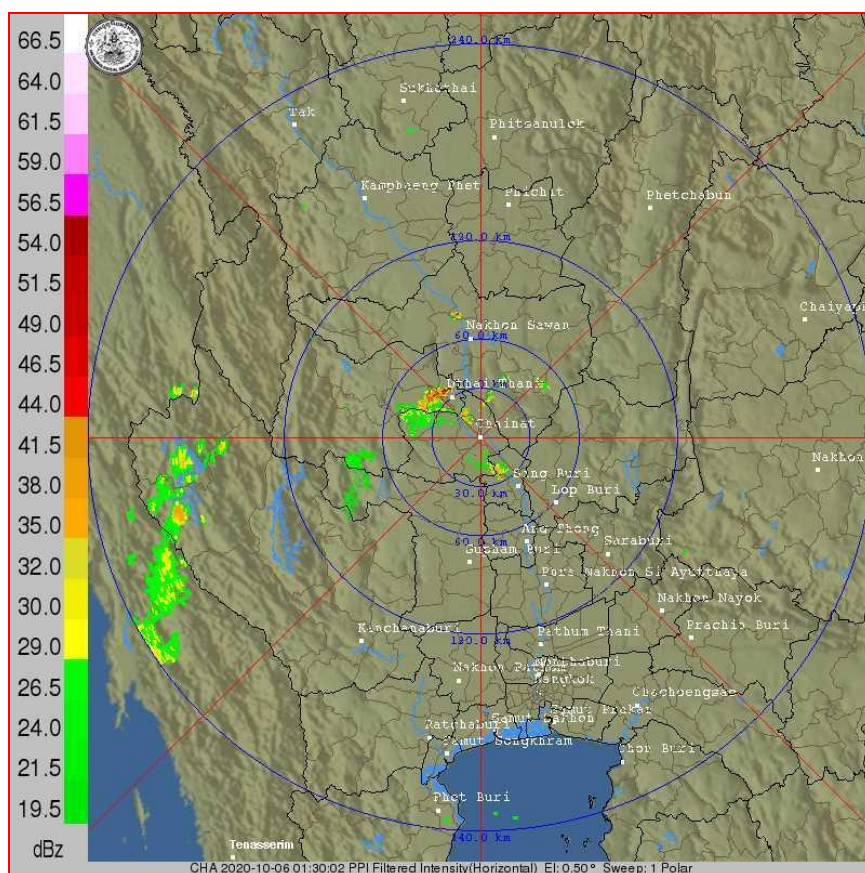 66.5
64.0
61.5
59.0
56.5
54.0
51.5
49.0
46.5
44.0
41.5
38.0
35.0
32.0
30.0
29.0
26.5
24.0
21.5
19.5
dBz
240.0 km
Sukhothai
Tak
Phitsanulok
Kamphaeng Phet
Phichit
Phetchabun
120.0 km
Chaiyaph
Nakhon Sawan
60.0 km
Uthai Thani
Chainat
Nakhon
Sing Buri
30.0 km
Lop Buri
Ang Thong
60.0 km
Suphan Buri
Saraburi
Pora Nakhon Si Ayutthaya
Nakhon Nayok
Prachin Buri
120.0 km
Kanchanaburi
Pathum Thani
Nonthaburi
Nakhon Pathom
Bangkok
Chachoengsao
Samut Prakan
Samut Sakhon
Ratchaburi
Samut Songkhram
Chon Buri
Phet Buri
240.0 km
Tenasserim
CHA 2020-10-06 01:30:02 PPI Filtered Intensity(Horizontal) El: 0.50° Sweep: 1 Polar